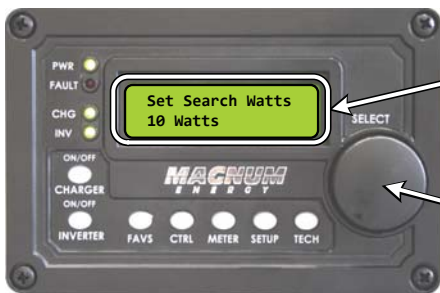 PWR
FAULT
Set Search Watts
10 Watts
CHG
INV
SELECT
ON/OFF
CHARGER
ON/OFF
INVERTER
MAGNUM
ENERGY
FAVS CTRL METER SETUP TECH